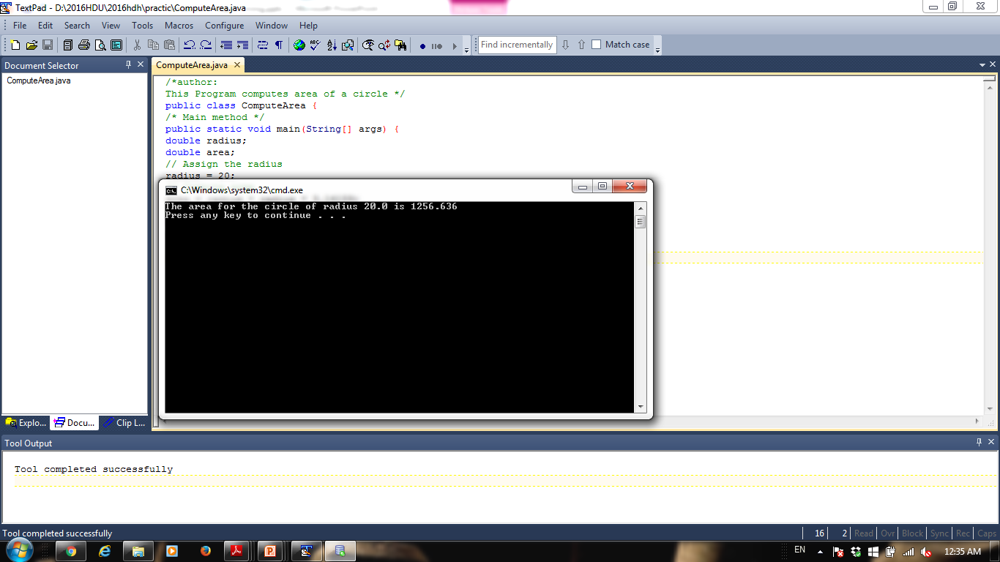 TextPad - D:\2016HDU\2016hdh\practic\ComputeArea.java
File Edit Search View Tools Macros Configure Window Help
Find incrementally Match case
Document Selector
ComputeArea.java
ComputeArea.java
/*author:
This Program computes area of a circle */
public class ComputeArea {
/* Main method */
public static void main(String[] args) {
double radius;
double area;
// Assign the radius
radius = 20;
C:\Windows\system32\cmd.exe
The area for the circle of radius 20.0 is 1256.636
Press any key to continue . . .
Explo... Docu... Clip L...
Tool Output
Tool completed successfully
Tool completed successfully
16 2 Read Ovr Block Sync Rec Caps
EN 12:35 AM